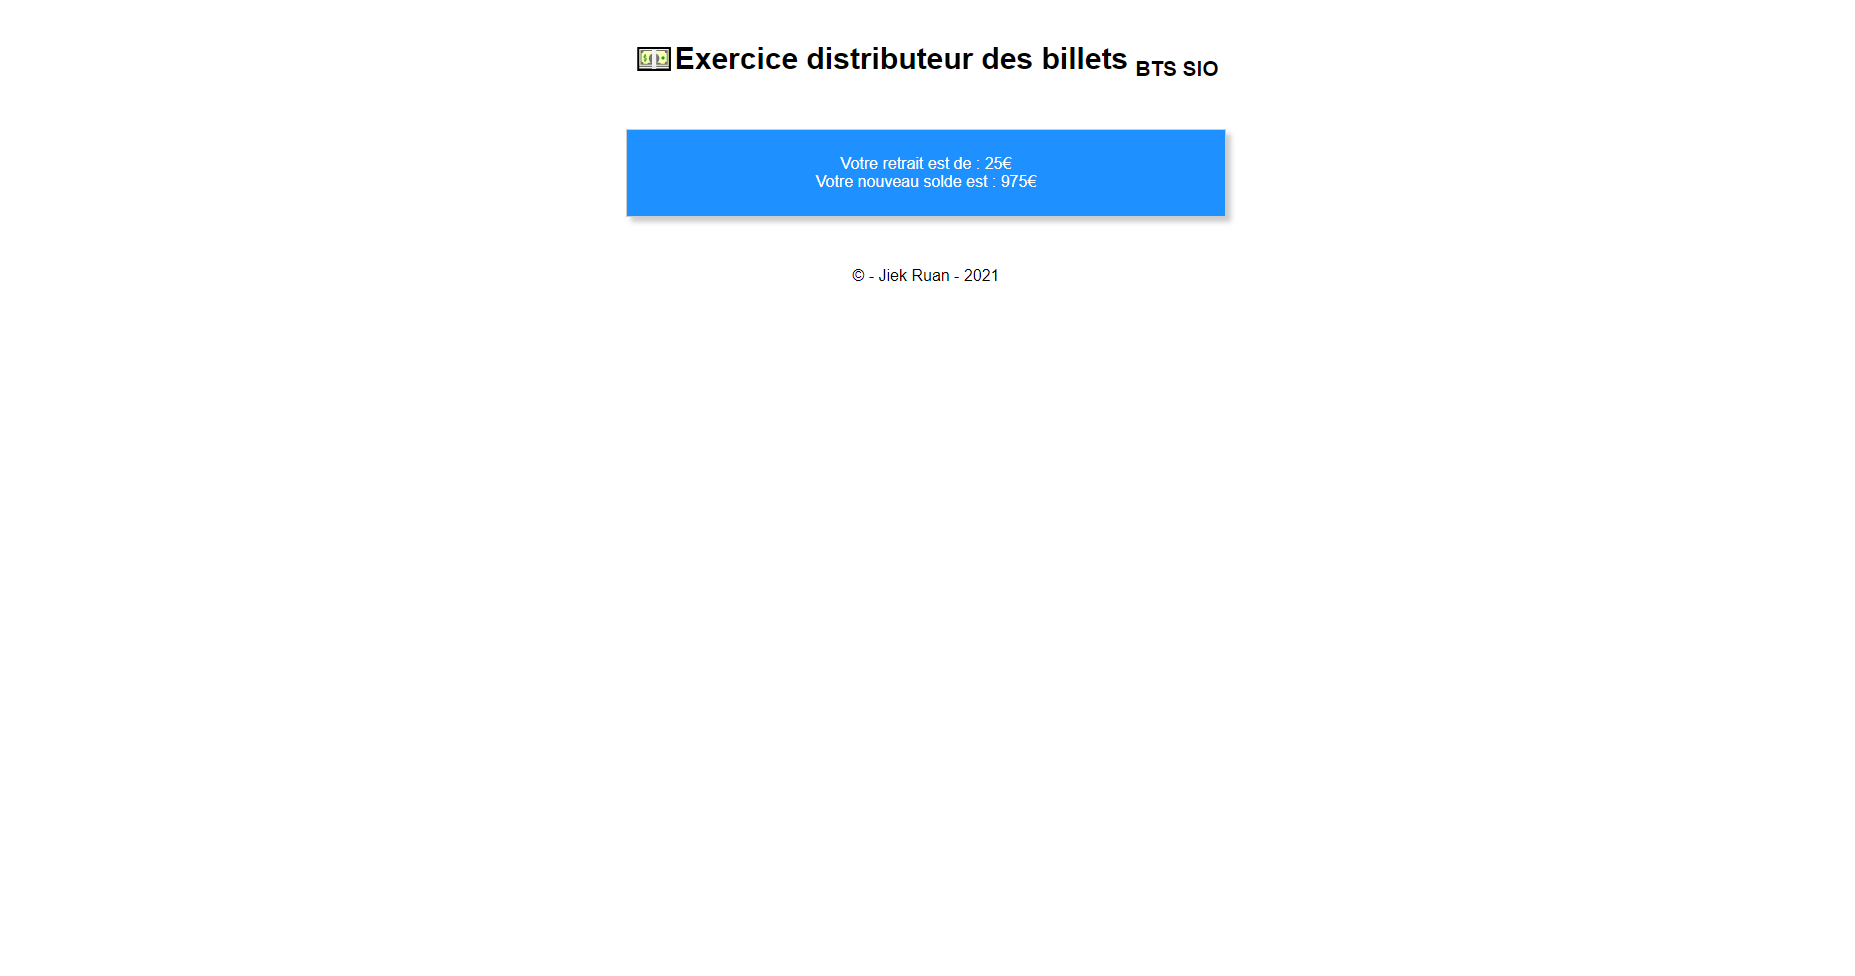 Exercice distributeur des billets BTS SIO
Votre retrait est de : 25€
Votre nouveau solde est : 975€
© - Jiek Ruan - 2021